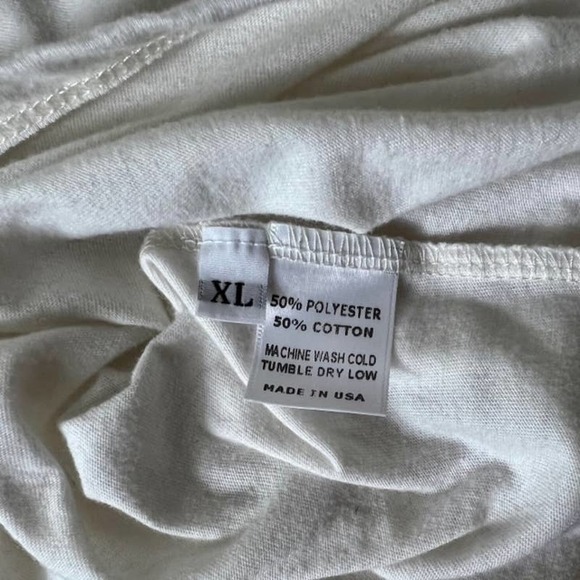 XL
50% POLYESTER
50% COTTON
MACHINE WASH COLD
TUMBLE DRY LOW
MADE IN USA